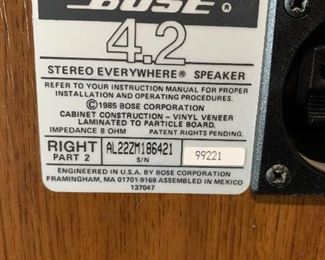 BOSE®
4.2
STEREO EVERYWHERE® SPEAKER
REFER TO YOUR INSTRUCTION MANUAL FOR PROPER
INSTALLATION AND OPERATING PROCEDURES.
©1985 BOSE CORPORATION
CABINET CONSTRUCTION - VINYL VENEER
LAMINATED TO PARTICLE BOARD.
IMPEDANCE 8 OHM PATENT RIGHTS PENDING.
RIGHT AL22ZM186421 99221
PART 2 S/N
ENGINEERED IN U.S.A. BY BOSE CORPORATION
FRAMINGHAM, MA 01701-9168 ASSEMBLED IN MEXICO
137047